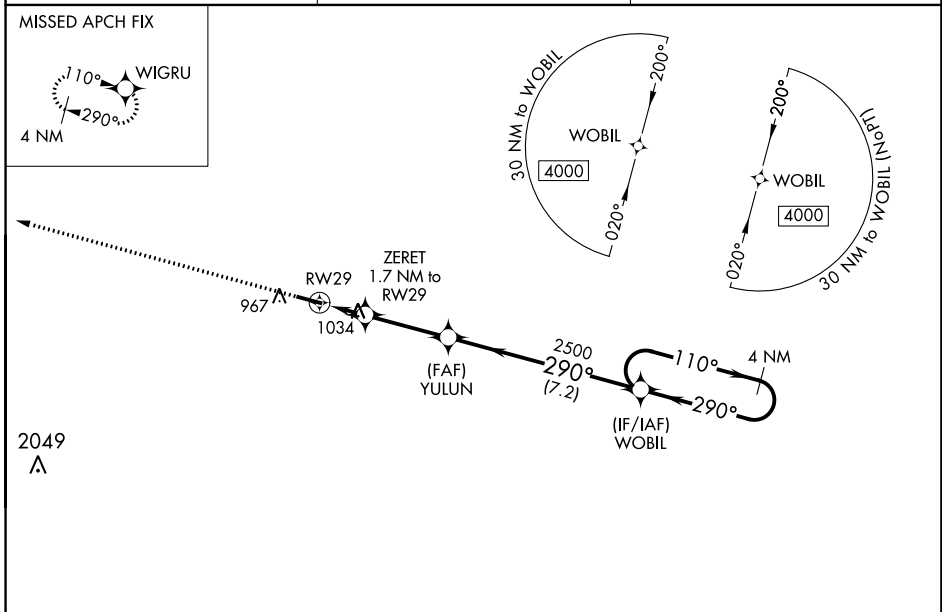 MISSED APCH FIX
110°
WIGRU
290°
4 NM
30 NM to WOBIL
200°
WOBIL
4000
020°
200°
WOBIL
4000
020°
30 NM to WOBIL (NoPT)
ZERET
1.7 NM to
RW29
RW29
967
1034
(FAF)
YULUN
2500
290°
(7.2)
110°
4 NM
290°
(IF/IAF)
WOBIL
2049